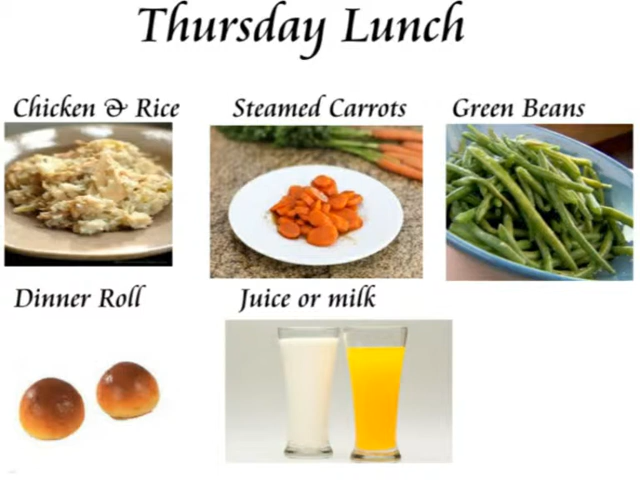 Thursday Lunch
Chicken & Rice
Steamed Carrots
Green Beans
Dinner Roll
Juice or milk